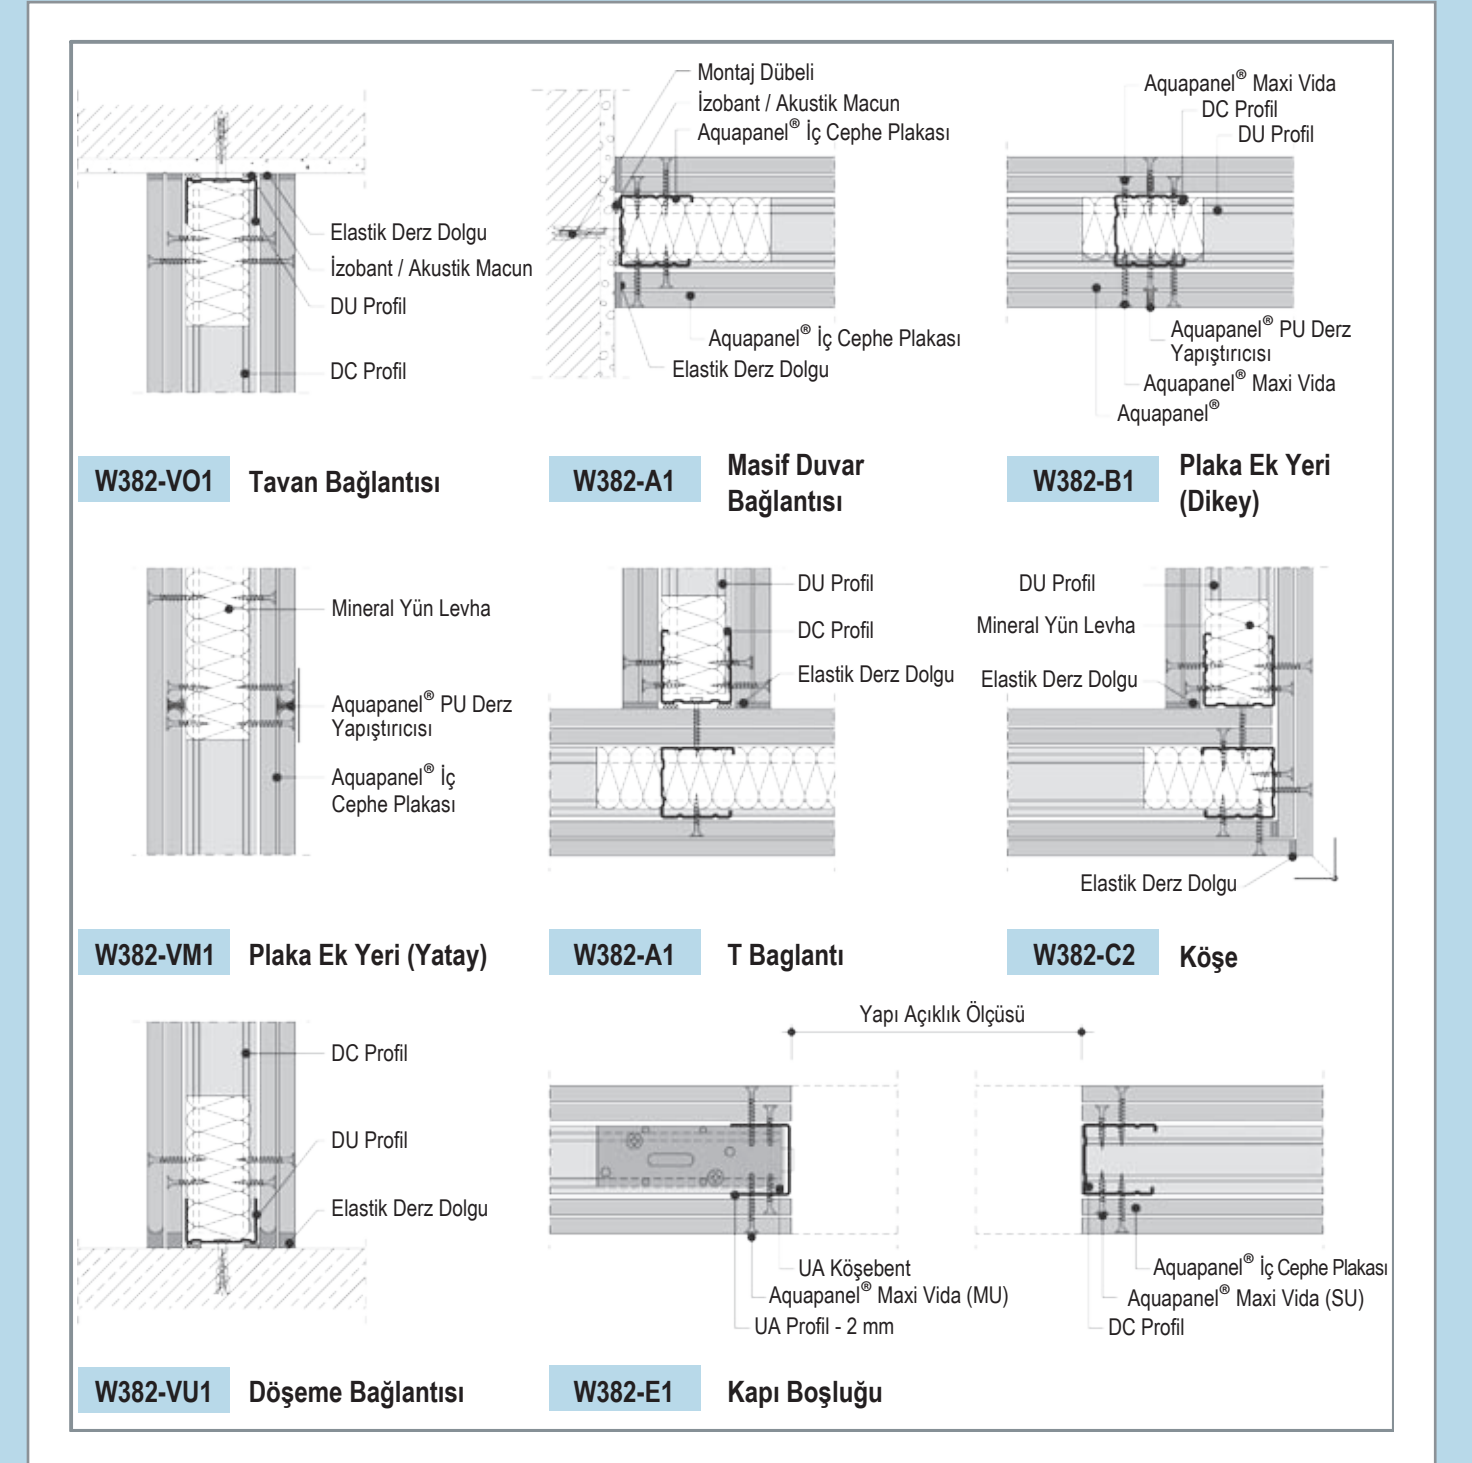 Montaj Dübeli
İzobant / Akustik Macun
Aquapanel® İç Cephe Plakası
Aquapanel® Maxi Vida
DC Profil
DU Profil
Elastik Derz Dolgu
İzobant / Akustik Macun
DU Profil
DC Profil
Aquapanel® İç Cephe Plakası
Elastik Derz Dolgu
Aquapanel® PU Derz
Yapıştırıcısı
Aquapanel® Maxi Vida
Aquapanel®
W382-VO1 Tavan Bağlantısı
W382-A1 Masif Duvar
Bağlantısı
W382-B1 Plaka Ek Yeri
(Dikey)
Mineral Yün Levha
Aquapanel® PU Derz
Yapıştırıcısı
Aquapanel® İç
Cephe Plakası
DU Profil
DC Profil
Elastik Derz Dolgu
DU Profil
Mineral Yün Levha
Elastik Derz Dolgu
Elastik Derz Dolgu
W382-VM1 Plaka Ek Yeri (Yatay)
W382-A1 T Baglantı
W382-C2 Köşe
DC Profil
DU Profil
Elastik Derz Dolgu
Yapı Açıklık Ölçüsü
UA Köşebent
Aquapanel® Maxi Vida (MU)
UA Profil - 2 mm
Aquapanel® İç Cephe Plakası
Aquapanel® Maxi Vida (SU)
DC Profil
W382-VU1 Döşeme Bağlantısı
W382-E1 Kapı Boşluğu